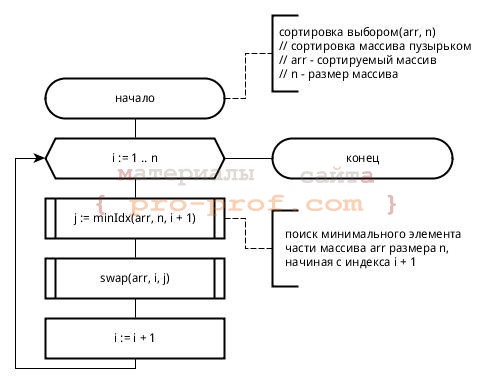 сортировка выбором(arr, n)
// сортировка массива пузырьком
// arr - сортируемый массив
// n - размер массива
начало
i := 1 .. n
конец
материалы сайта
{ pro-prof.com }
j := minIdx(arr, n, i + 1)
поиск минимального элемента
части массива arr размера n,
начиная с индекса i + 1
swap(arr, i, j)
i := i + 1